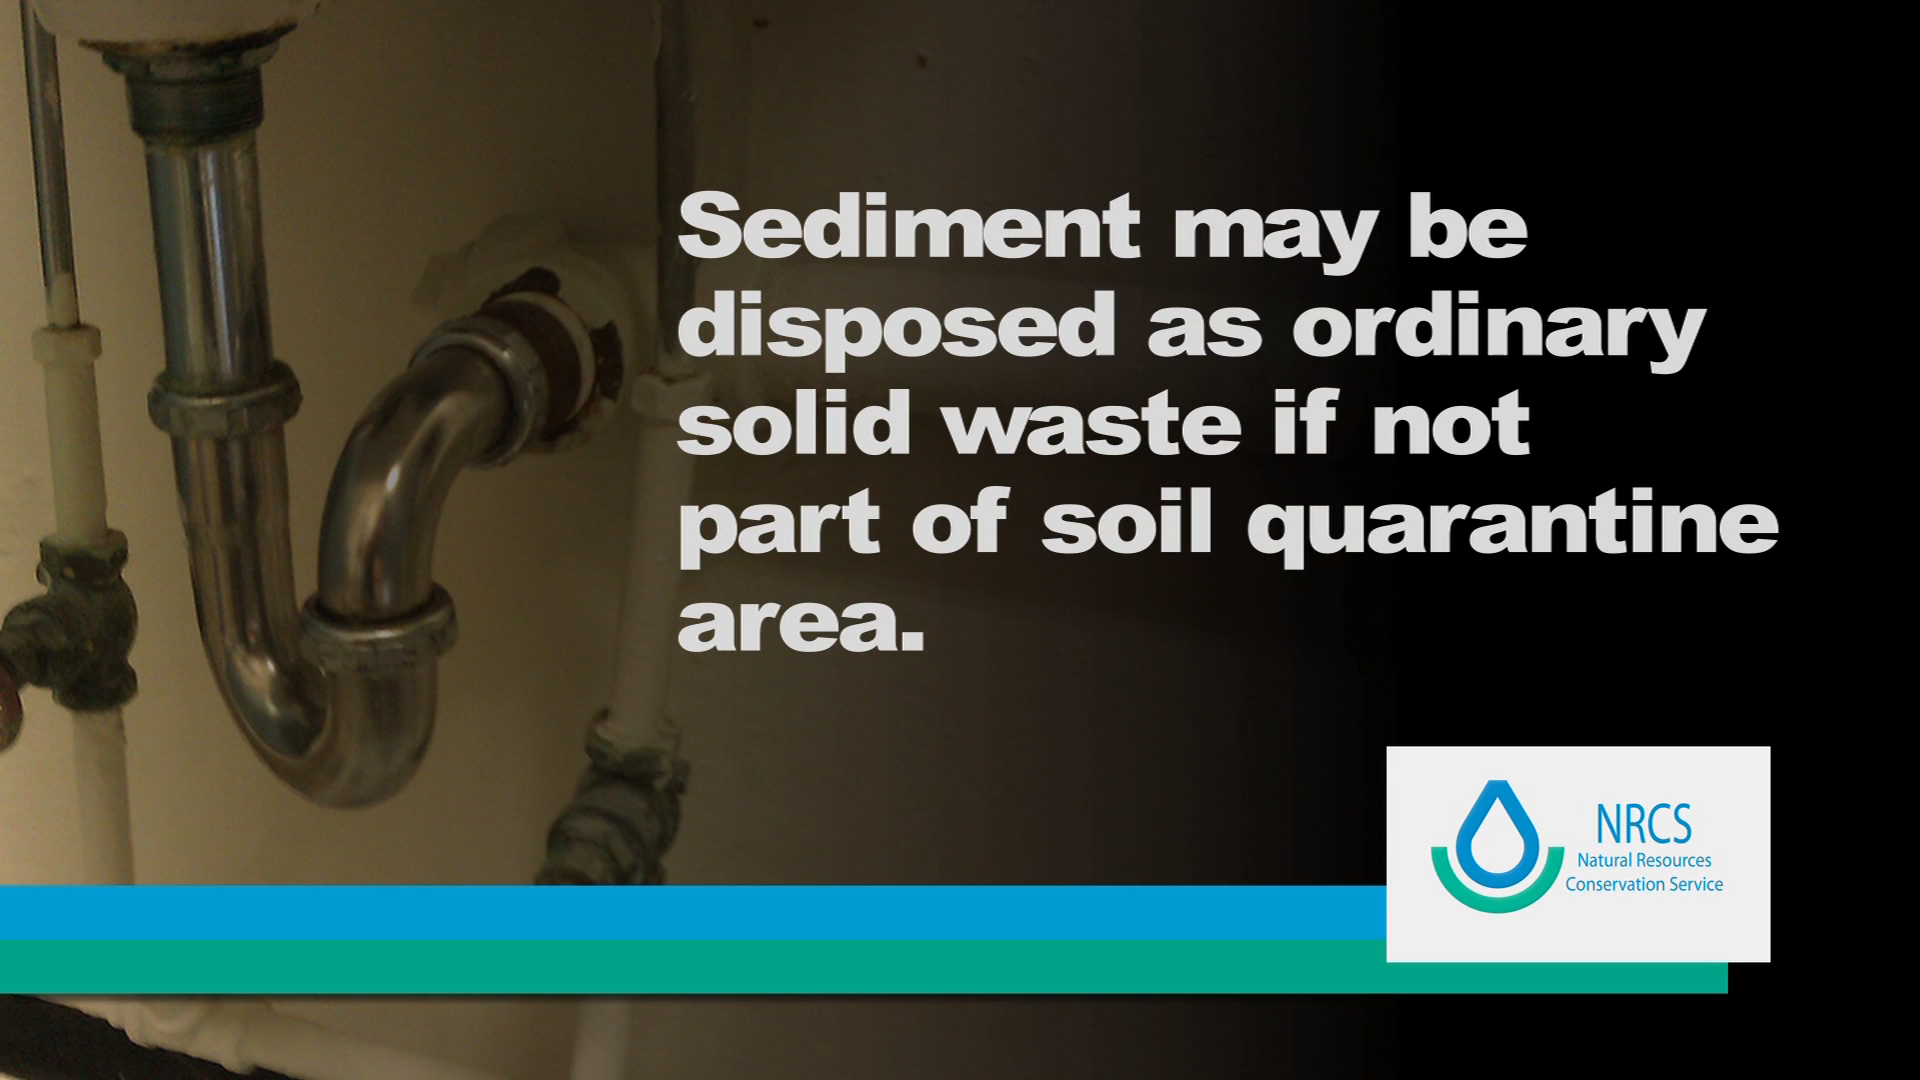 Sediment may be
disposed as ordinary
solid waste if not
part of soil quarantine
area.
NRCS
Natural Resources
Conservation Service